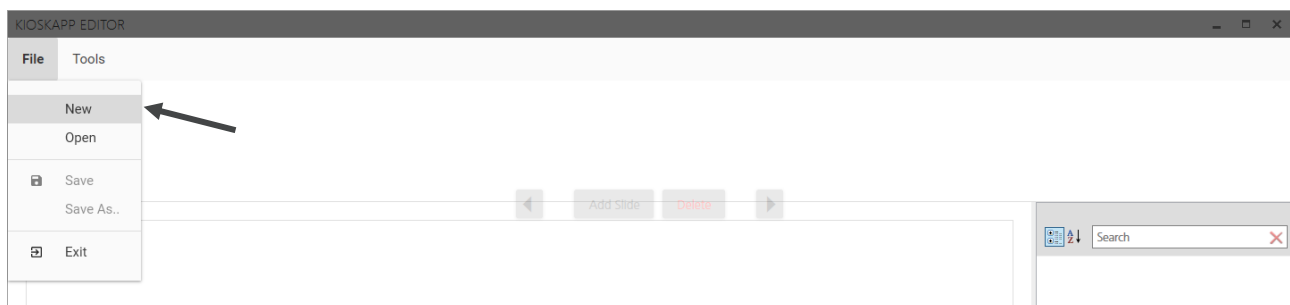 KIOSKAPP EDITOR
File Tools
New
Open
Save
Save As..
Exit
Add Slide Delete
A
Z
Search